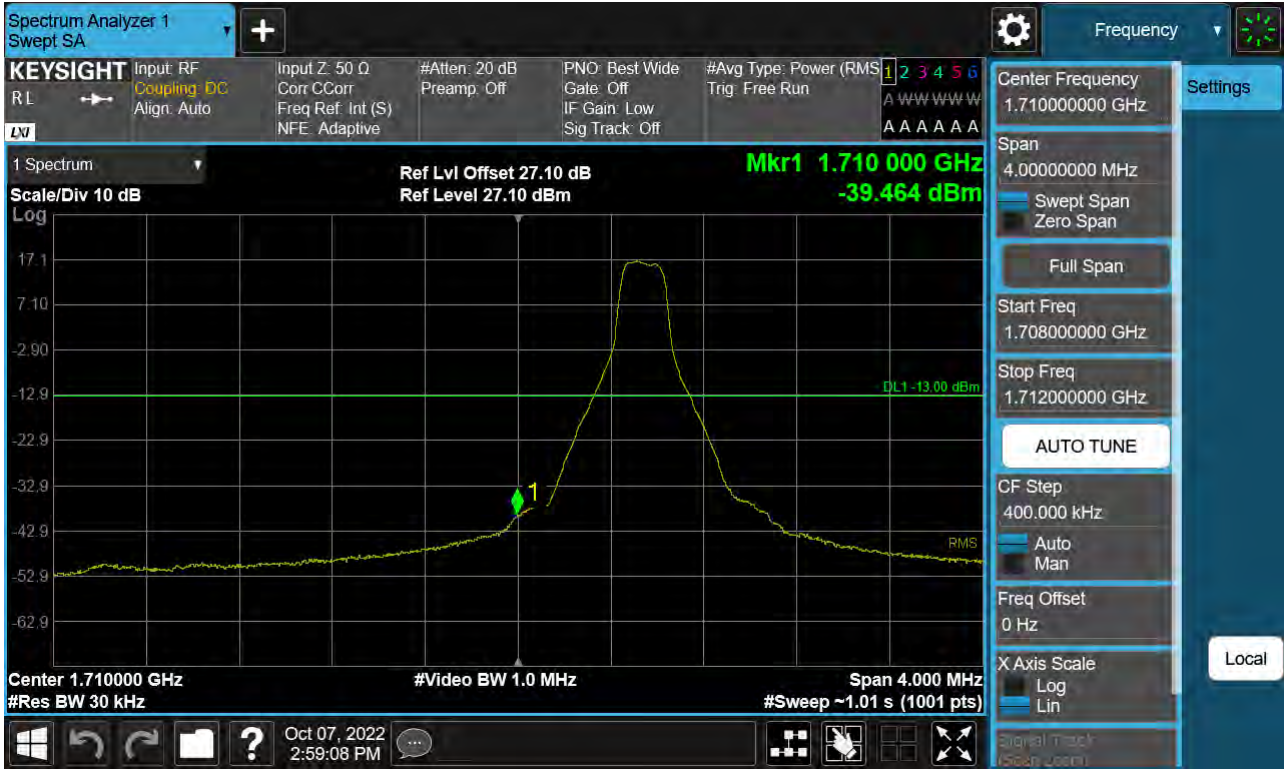 Spectrum Analyzer 1
Swept SA
+
Frequency
KEYSIGHT
R L
LXI
Input: RF
Coupling: DC
Align: Auto
Input Z: 50 Ω
Corr CCorr
Freq Ref: Int (S)
NFE: Adaptive
#Atten: 20 dB
Preamp: Off
PNO: Best Wide
Gate: Off
IF Gain: Low
Sig Track: Off
#Avg Type: Power (RMS
Trig: Free Run
1 2 3 4 5 6
A W W W W W
A A A A A A
1 Spectrum
Scale/Div 10 dB
Log
Ref Lvl Offset 27.10 dB
Ref Level 27.10 dBm
Mkr1 1.710 000 GHz
-39.464 dBm
17.1
7.10
-2.90
-12.9
-22.9
-32.9
-42.9
-52.9
-62.9
DL1 -13.00 dBm
1
RMS
Center 1.710000 GHz
#Res BW 30 kHz
#Video BW 1.0 MHz
Span 4.000 MHz
#Sweep ~1.01 s (1001 pts)
Center Frequency
1.710000000 GHz
Span
4.00000000 MHz
Swept Span
Zero Span
Full Span
Start Freq
1.708000000 GHz
Stop Freq
1.712000000 GHz
AUTO TUNE
CF Step
400.000 kHz
Auto
Man
Freq Offset
0 Hz
X Axis Scale
Log
Lin
Signal Track
(Span Zoom)
Settings
Local
?
Oct 07, 2022
2:59:08 PM